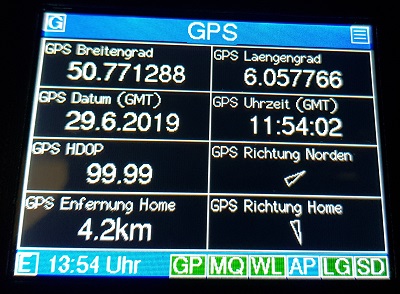 G GPS
GPS Breitengrad GPS Laengengrad
50.771288 6.057766
GPS Datum (GMT) GPS Uhrzeit (GMT)
29.6.2019 11:54:02
GPS HDOP GPS Richtung Norden
99.99
GPS Enfernung Home GPS Richtung Home
4.2km
E 13:54 Uhr GP MQ WL AP LG SD